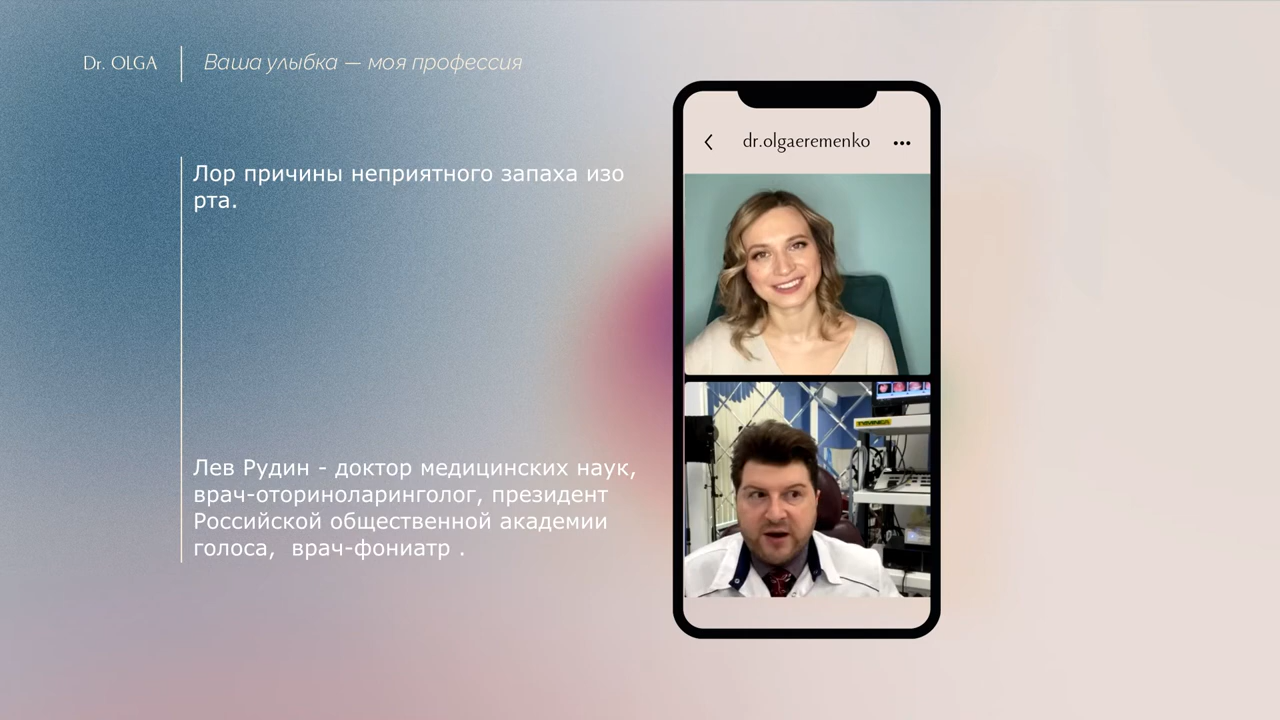 Dr. OLGA
Ваша улыбка — моя профессия
dr.olgaeremenko
Лор причины неприятного запаха изо
рта.
Лев Рудин - доктор медицинских наук,
врач-оториноларинголог, президент
Российской общественной академии
голоса,  врач-фониатр .